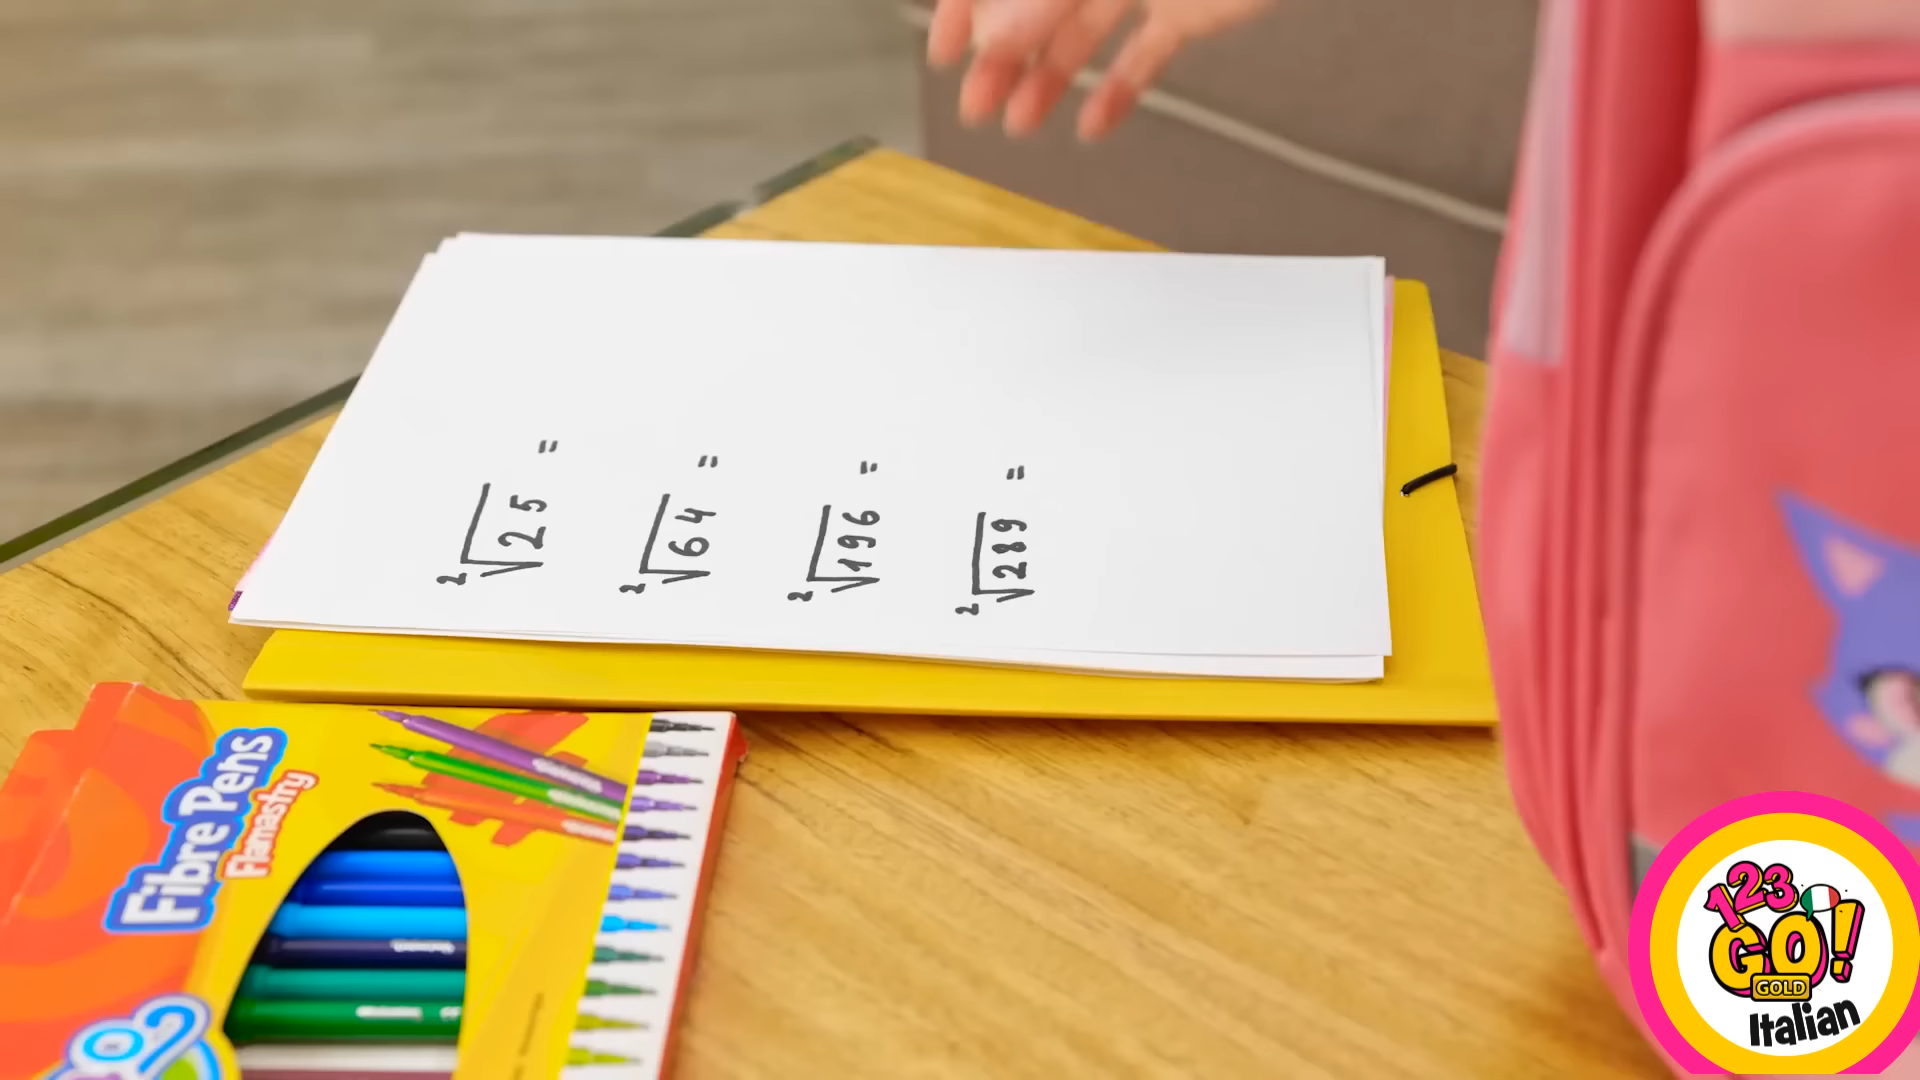 ²√25 =
²√64 =
²√196 =
²√289 =
Fibre Pens
Flamastry
123
GO!
GOLD
Italian